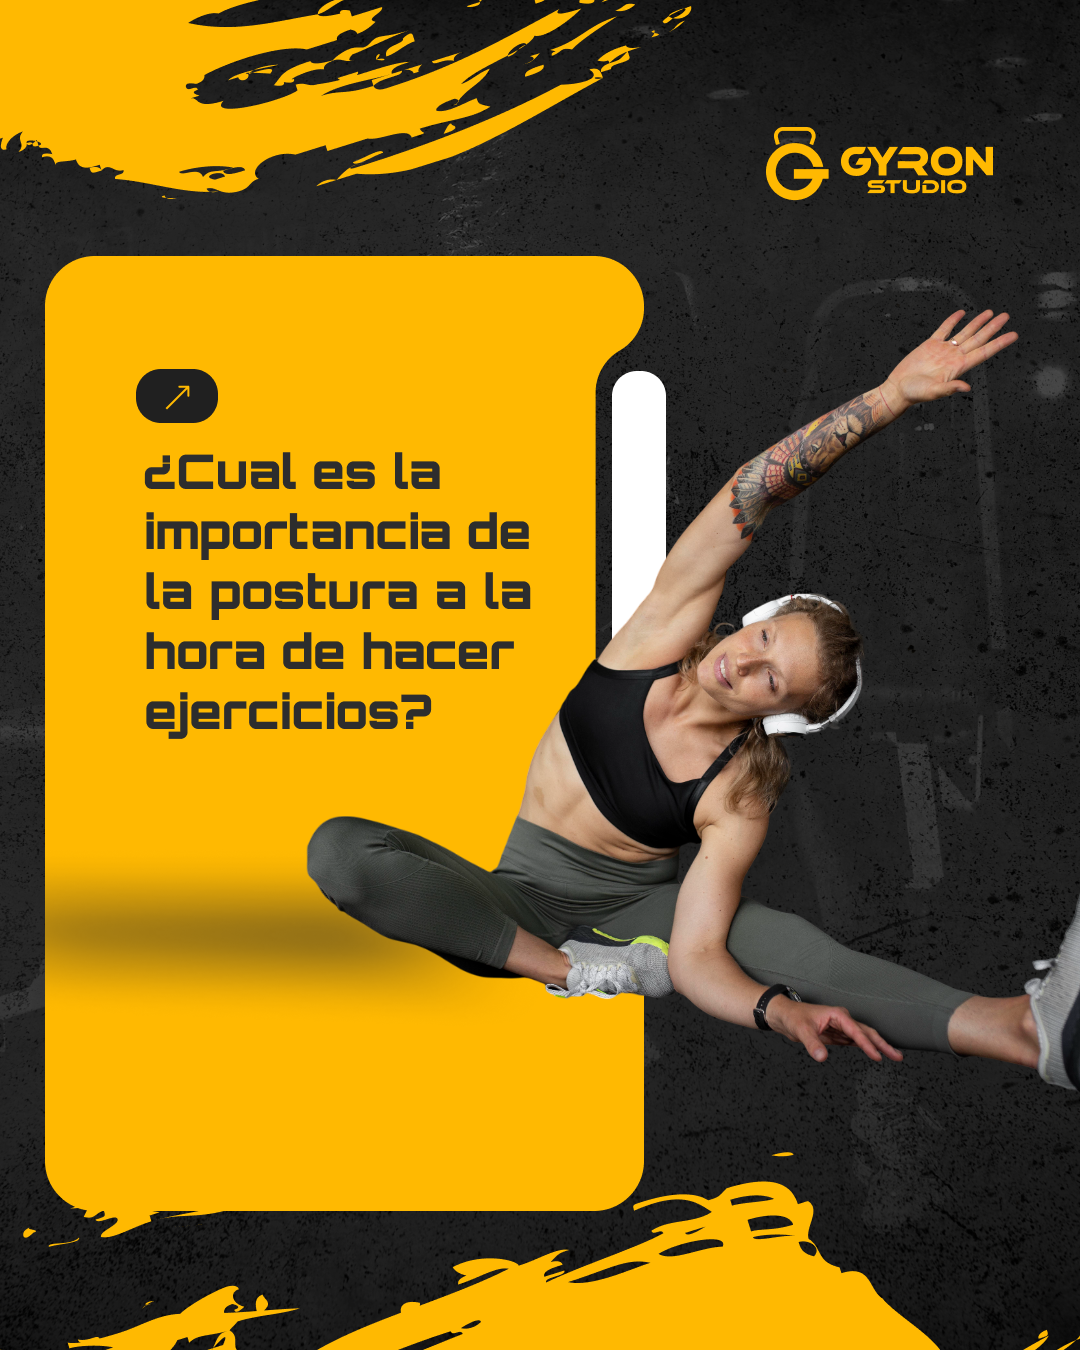 GYRON
STUDIO
¿Cual es la
importancia de
la postura a la
hora de hacer
ejercicios?